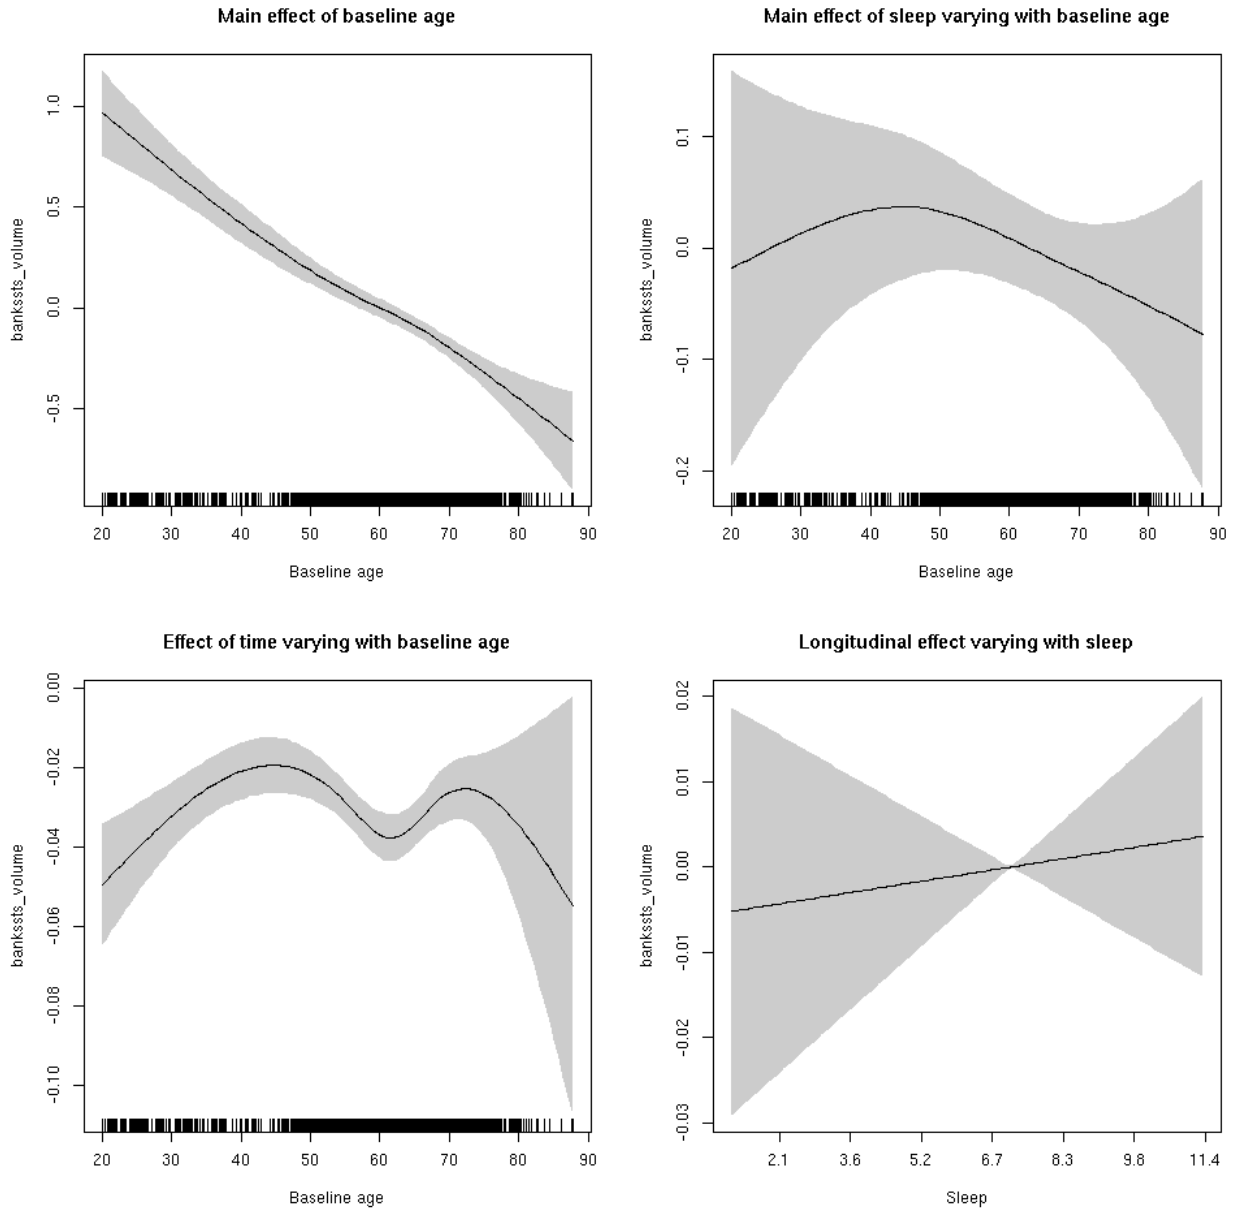 Main effect of baseline age
1.0
0.5
0.0
-0.5
bankssts_volume
20 30 40 50 60 70 80 90
Baseline age
Main effect of sleep varying with baseline age
0.1
0.0
-0.1
-0.2
bankssts_volume
20 30 40 50 60 70 80 90
Baseline age
Effect of time varying with baseline age
0.00
-0.02
-0.04
-0.06
-0.08
-0.10
bankssts_volume
20 30 40 50 60 70 80 90
Baseline age
Longitudinal effect varying with sleep
0.02
0.01
0.00
-0.01
-0.02
-0.03
bankssts_volume
2.1 3.6 5.2 6.7 8.3 9.8 11.4
Sleep